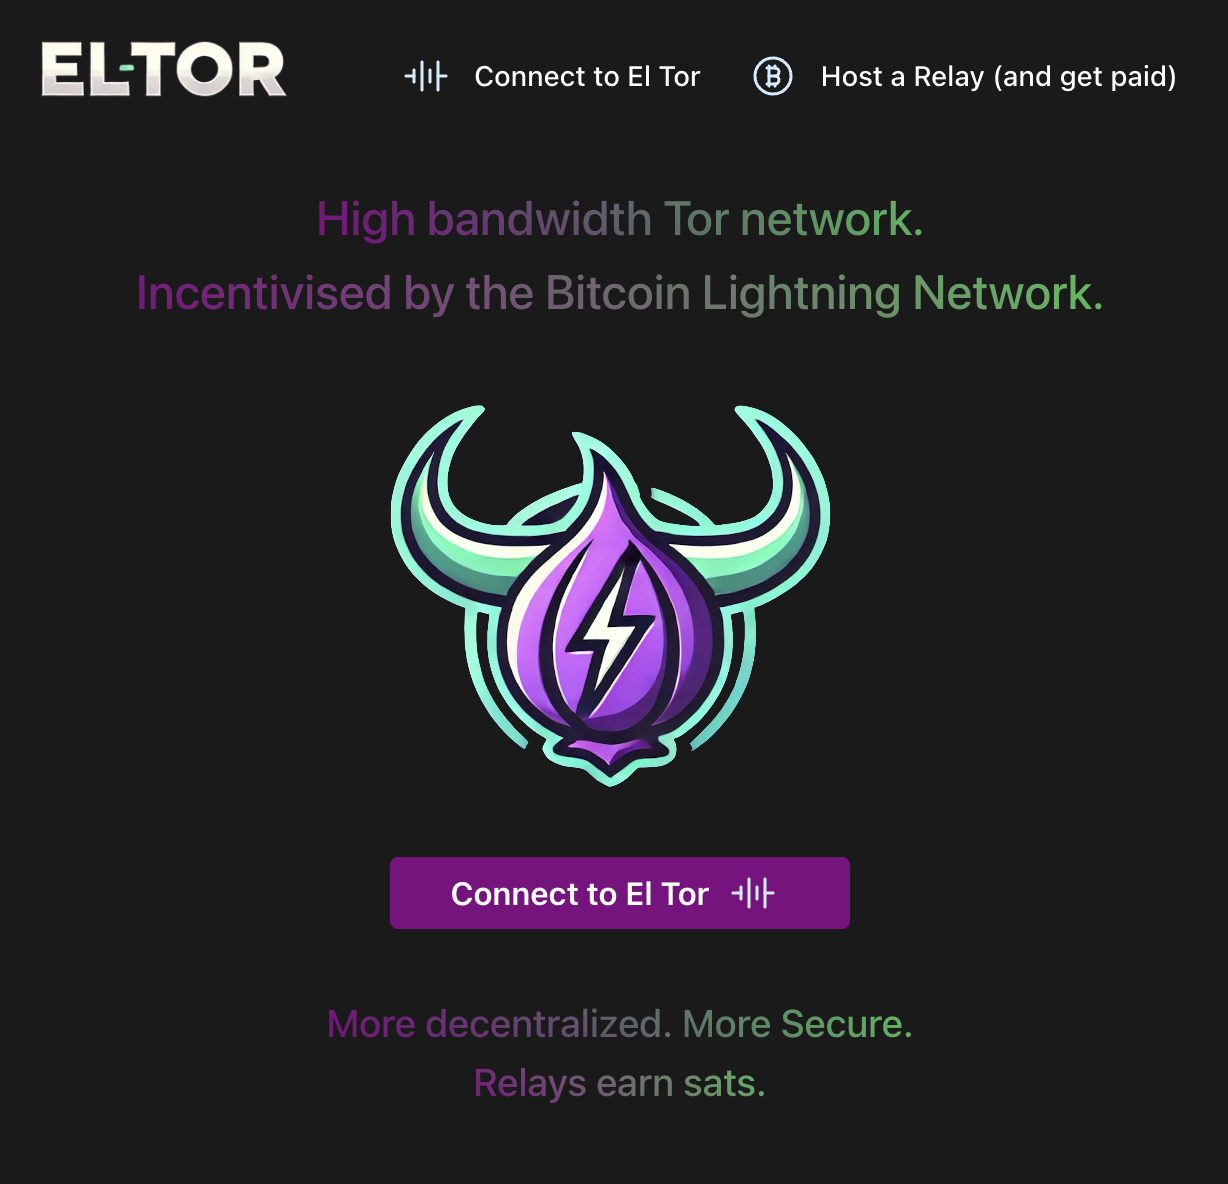 EL-TOR
Connect to El Tor
Host a Relay (and get paid)
High bandwidth Tor network.
Incentivised by the Bitcoin Lightning Network.
Connect to El Tor
More decentralized. More Secure.
Relays earn sats.